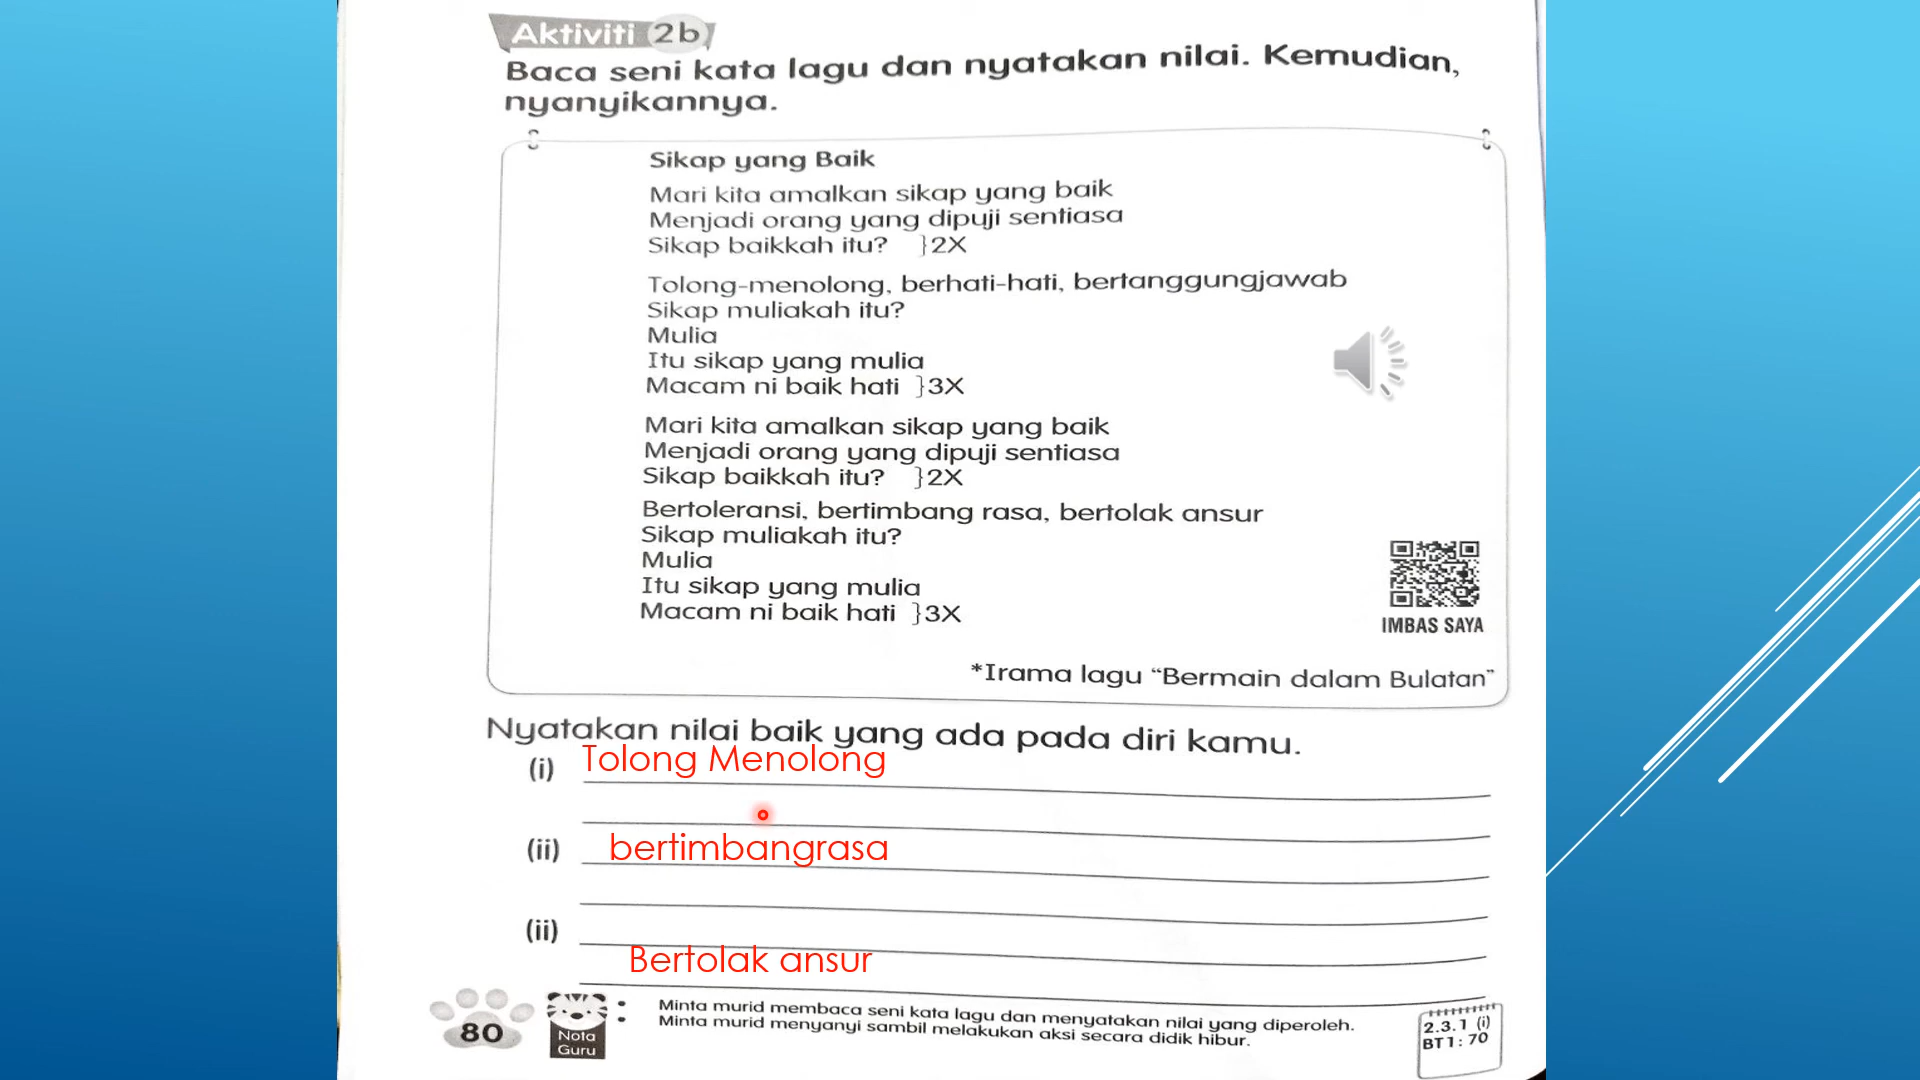 Aktiviti 2b
Baca seni kata lagu dan nyatakan nilai. Kemudian,
nyanyikannya.
Sikap yang Baik
Mari kita amalkan sikap yang baik
Menjadi orang yang dipuji sentiasa
Sikap baikkah itu? }2X
Tolong-menolong, berhati-hati, bertanggungjawab
Sikap muliakah itu?
Mulia
Itu sikap yang mulia
Macam ni baik hati }3X
Mari kita amalkan sikap yang baik
Menjadi orang yang dipuji sentiasa
Sikap baikkah itu? }2X
Bertoleransi, bertimbang rasa, bertolak ansur
Sikap muliakah itu?
Mulia
Itu sikap yang mulia
Macam ni baik hati }3X
IMBAS SAYA
*Irama lagu “Bermain dalam Bulatan”
Nyatakan nilai baik yang ada pada diri kamu.
(i) Tolong Menolong
(ii) bertimbangrasa
(ii)
Bertolak ansur
80
Nota
Guru
: Minta murid membaca seni kata lagu dan menyatakan nilai yang diperoleh.
: Minta murid menyanyi sambil melakukan aksi secara didik hibur.
2.3.1 (i)
BT1: 70